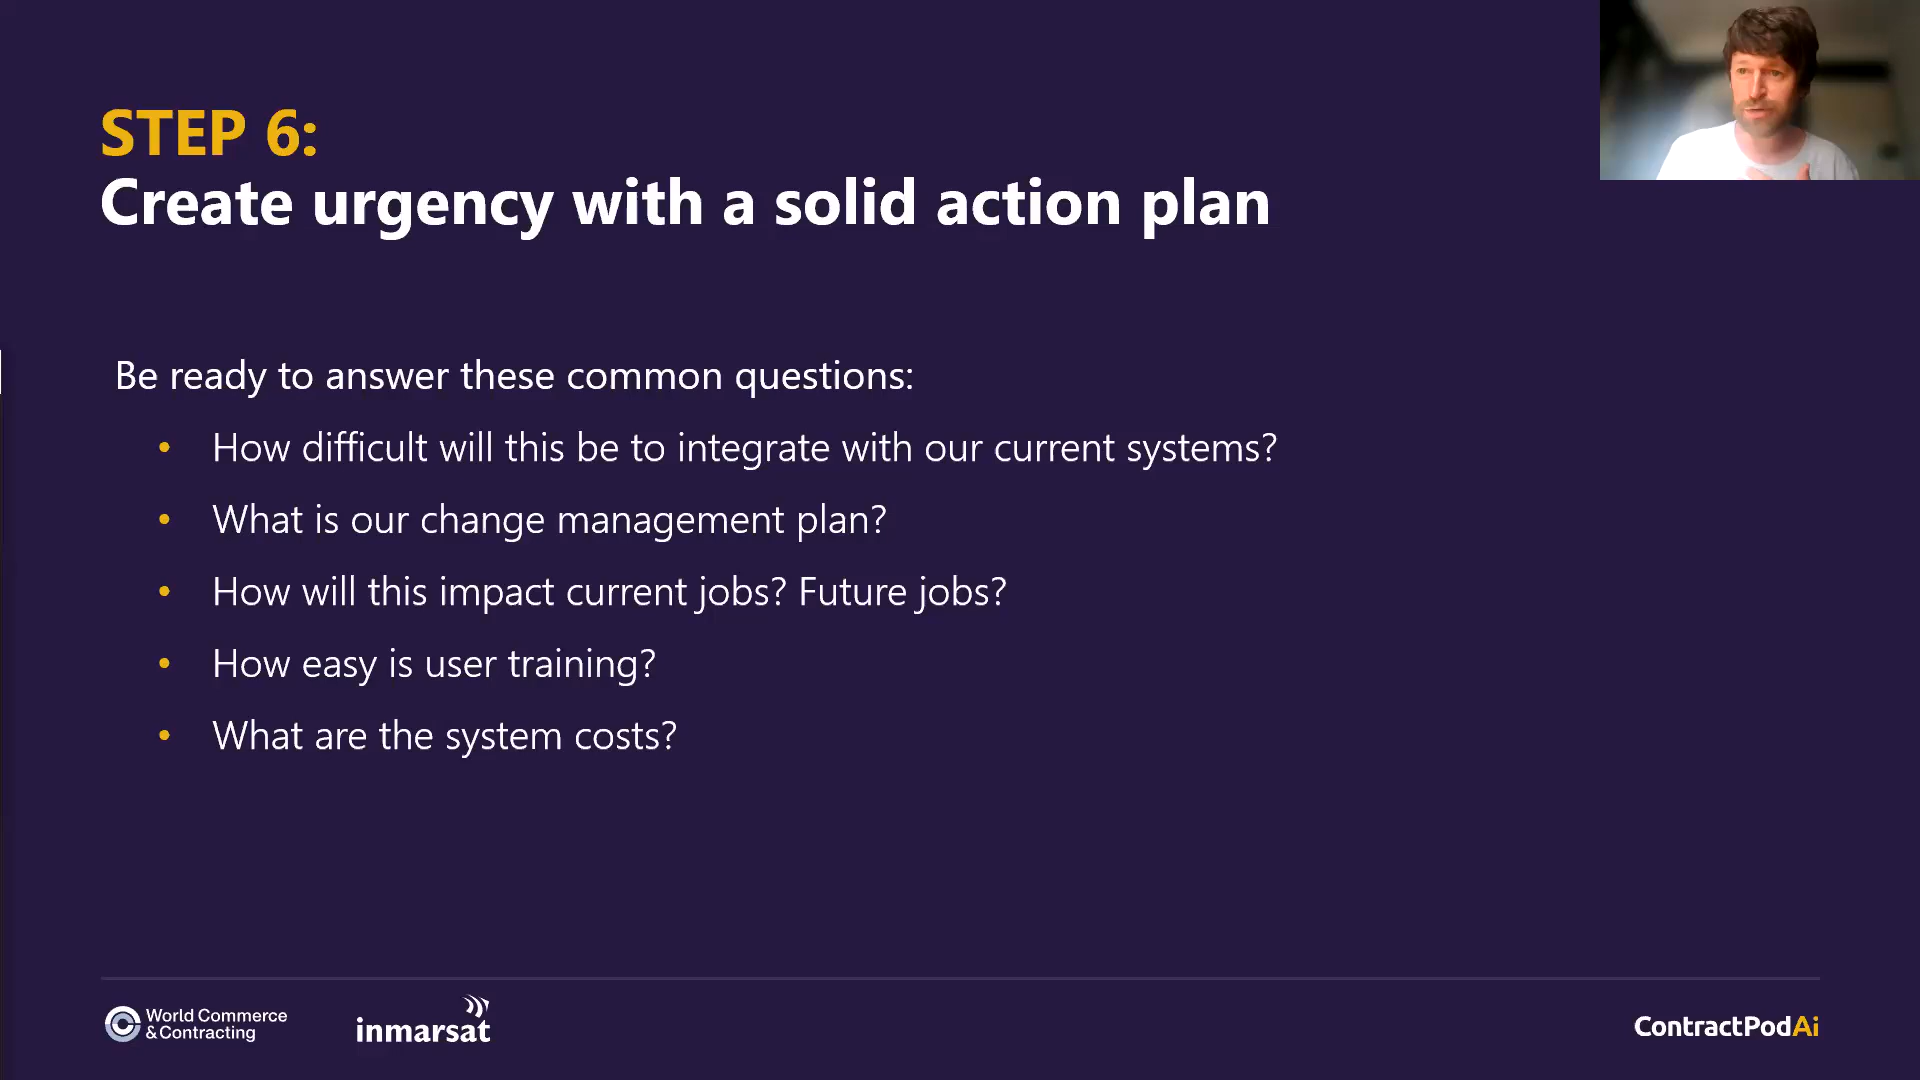 STEP 6:
Create urgency with a solid action plan
Be ready to answer these common questions:
• How difficult will this be to integrate with our current systems?
• What is our change management plan?
• How will this impact current jobs? Future jobs?
• How easy is user training?
• What are the system costs?
World Commerce
& Contracting
inmarsat
ContractPodAi